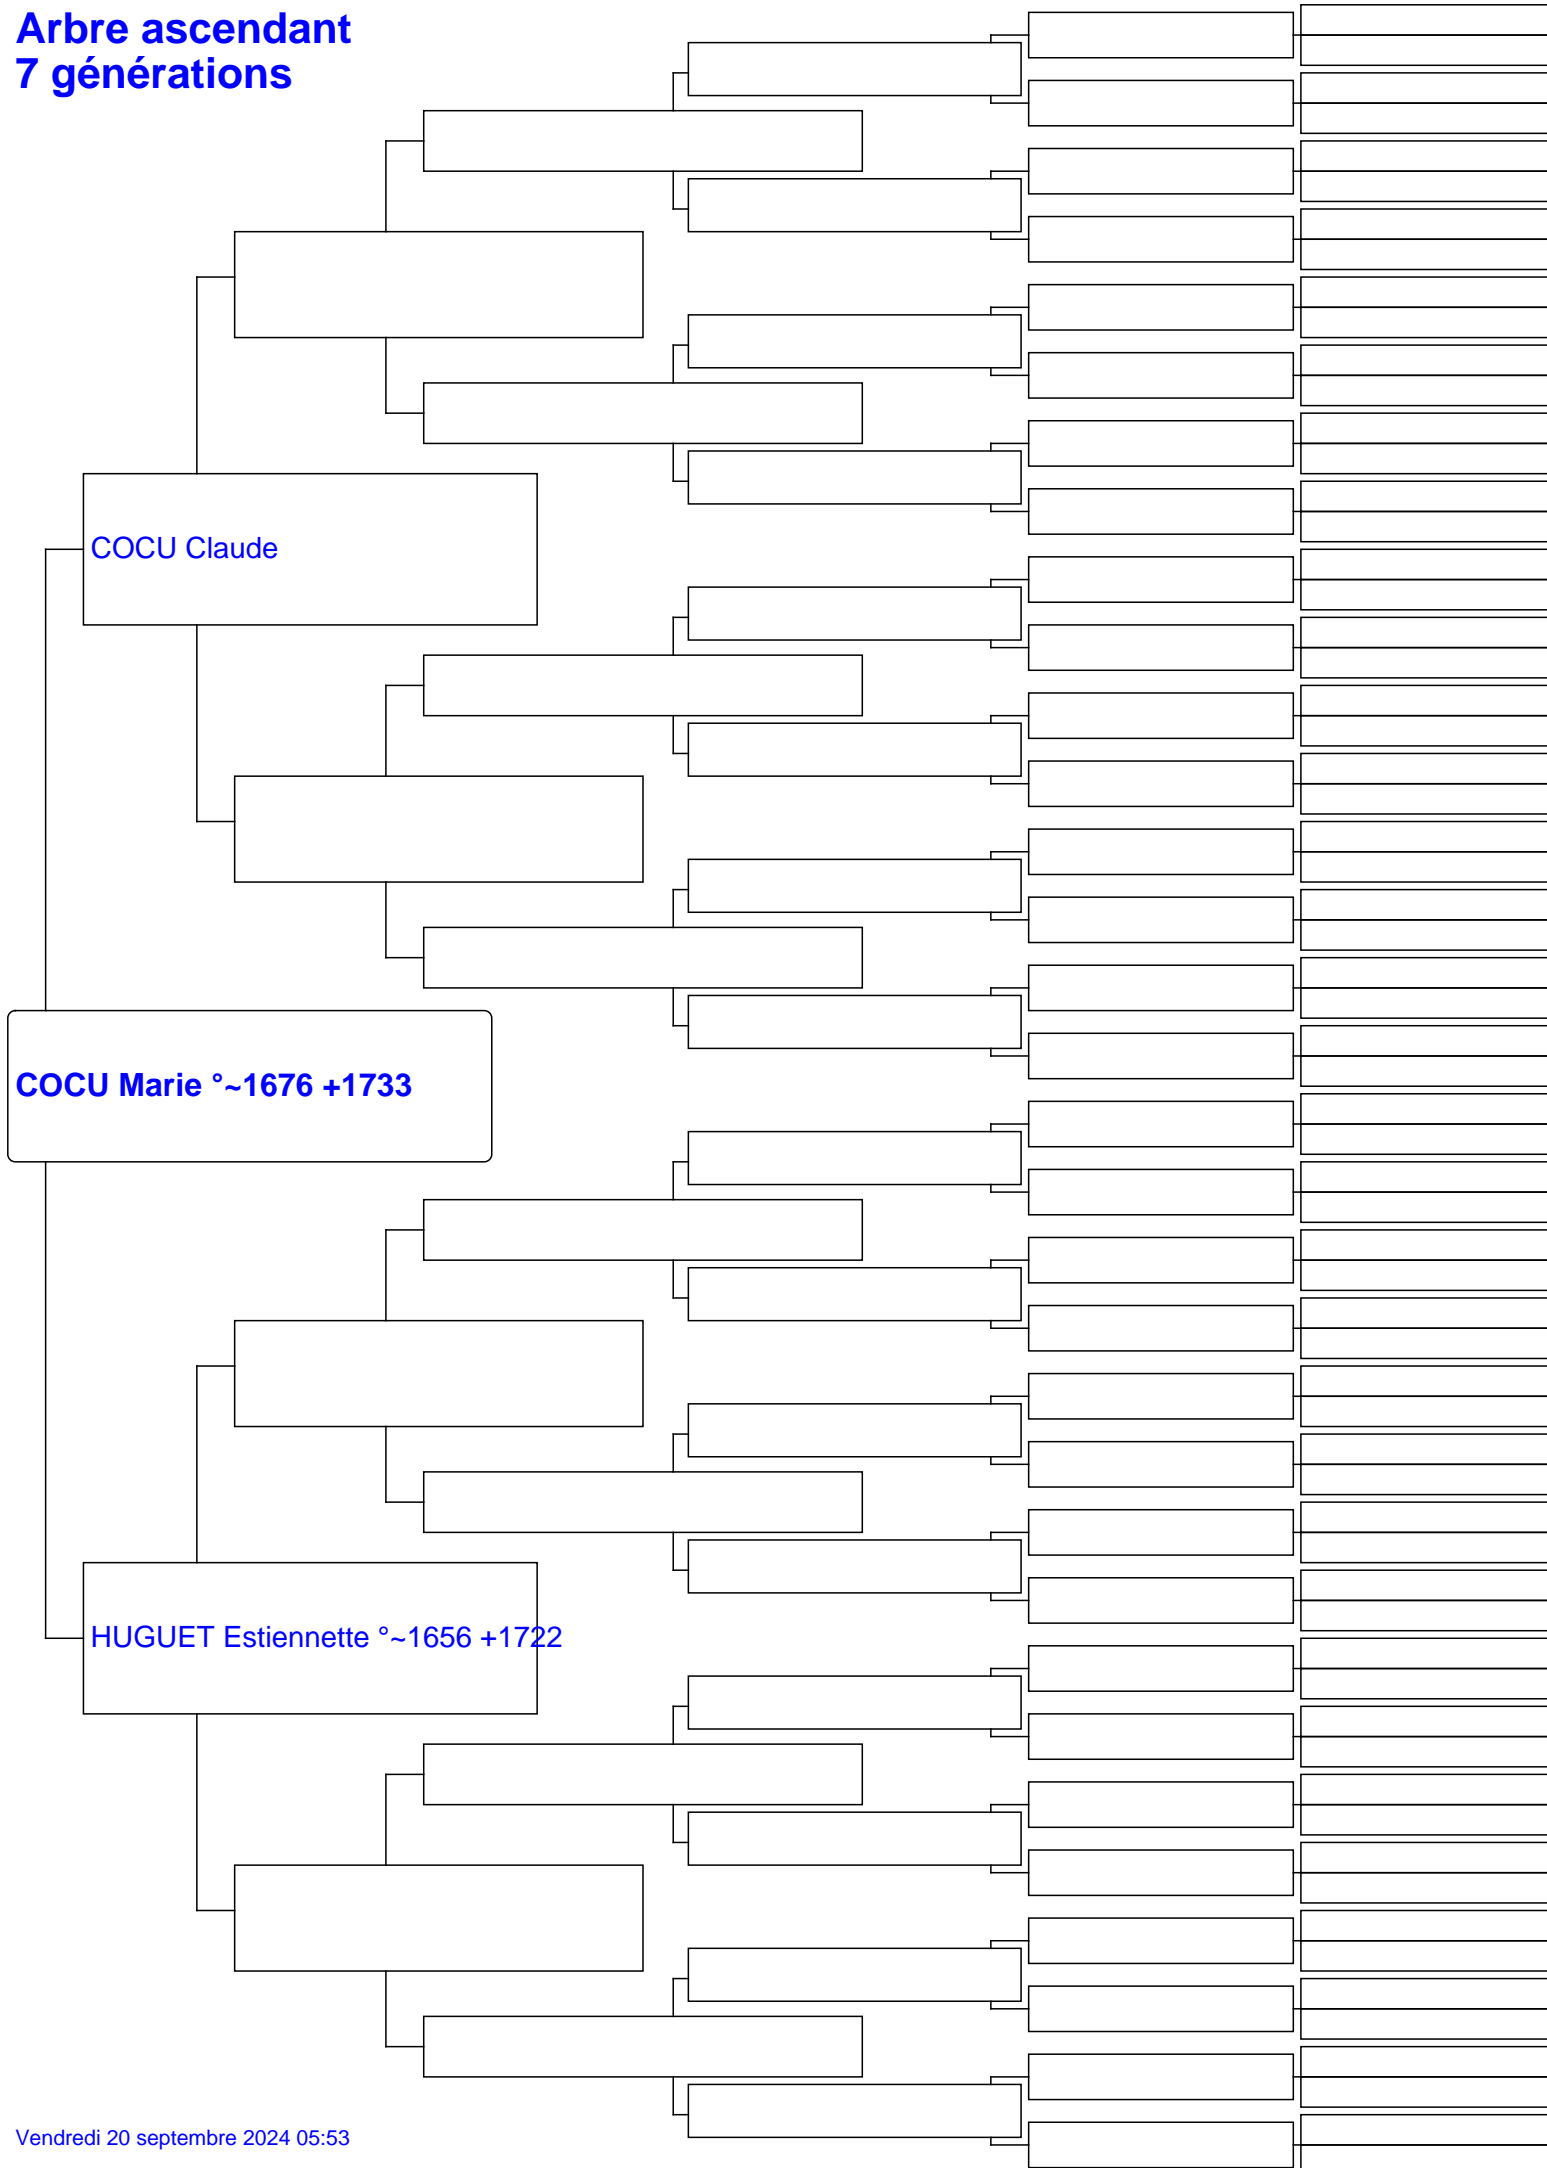 Arbre ascendant
7 générations
COCU Claude
COCU Marie °~1676 +1733
HUGUET Estiennette °~1656 +1722
Vendredi 20 septembre 2024 05:53